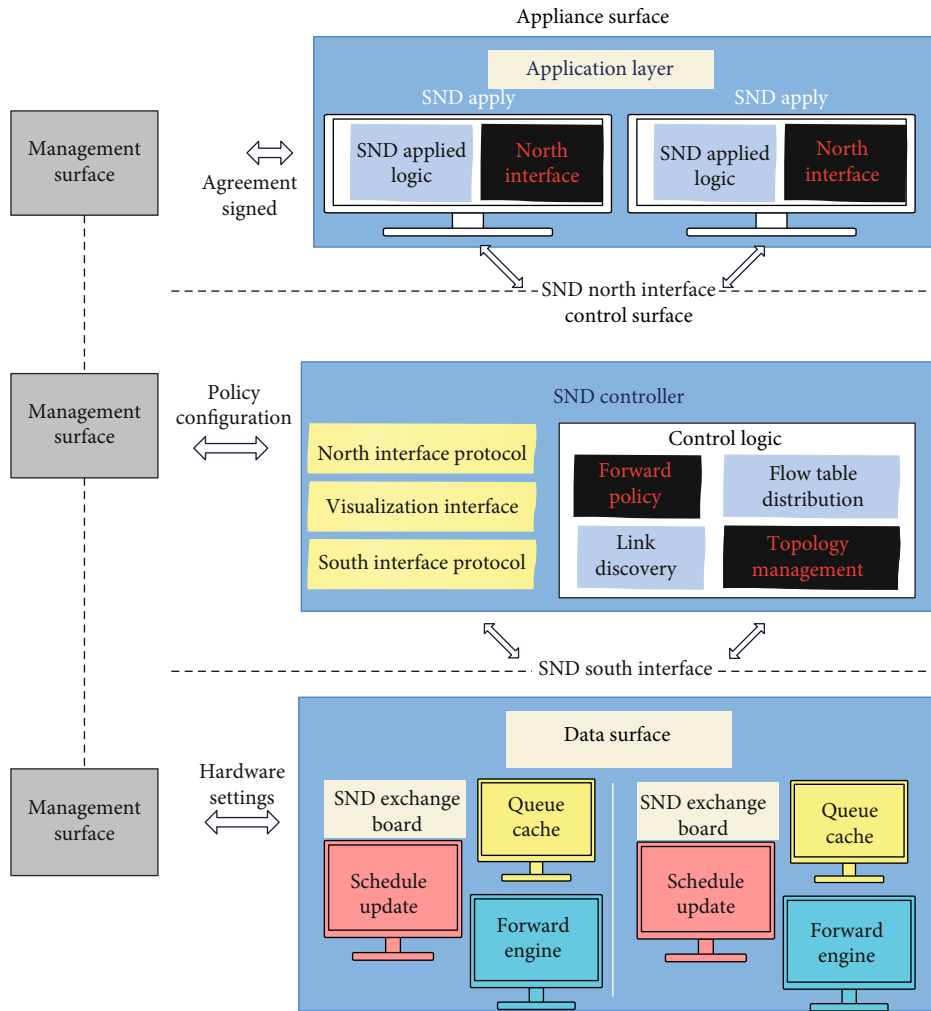 Appliance surface
Application layer
SND apply
SND apply
Management
surface
Agreement
signed
SND applied
logic
North
interface
SND applied
logic
North
interface
SND north interface
control surface
Management
surface
Policy
configuration
SND controller
North interface protocol
Visualization interface
South interface protocol
Control logic
Forward
policy
Flow table
distribution
Link
discovery
Topology
management
SND south interface
Management
surface
Hardware
settings
Data surface
SND exchange
board
Queue
cache
Schedule
update
Forward
engine
SND exchange
board
Queue
cache
Schedule
update
Forward
engine